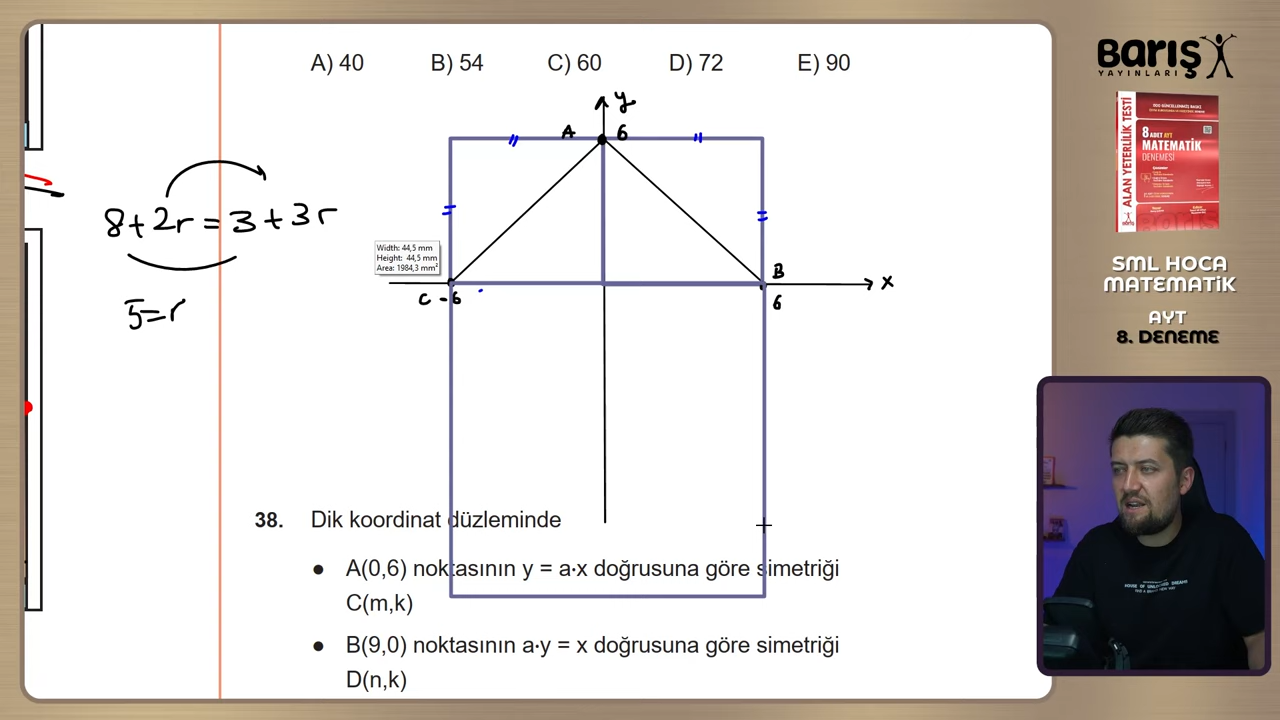 A) 40 B) 54 C) 60 D) 72 E) 90
y
A 6
8+2r=3+3r
5=r
Width: 44,5 mm
Height: 44,5 mm
Area: 1984,3 mm²
C -6
B
6
x
38. Dik koordinat düzleminde
• A(0,6) noktasının y = a·x doğrusuna göre simetriği
C(m,k)
• B(9,0) noktasının a·y = x doğrusuna göre simetriği
D(n,k)
BARIŞ
YAYINLARI
ALAN YETERLİLİK TESTİ
8 ADET AYT
MATEMATİK
DENEMESİ
SML HOCA
MATEMATİK
AYT
8. DENEME